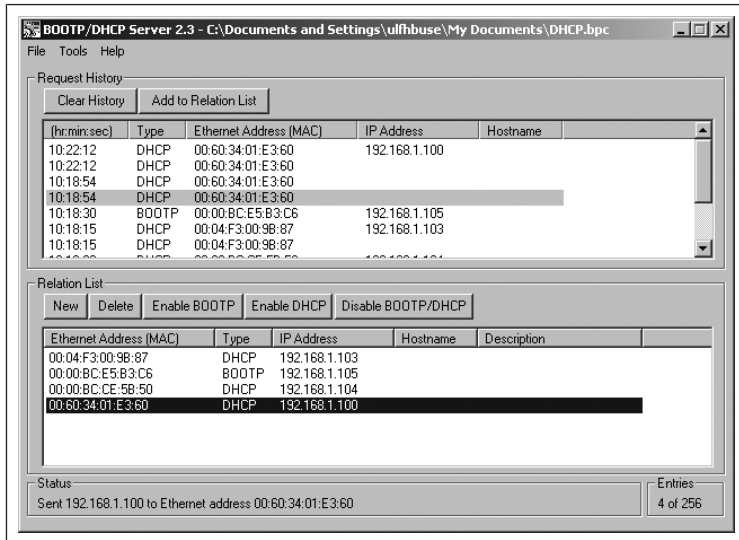 BOOTP/DHCP Server 2.3 - C:\Documents and Settings\ulfhbuse\My Documents\DHCP.bpc
File Tools Help
Request History
Clear History Add to Relation List
(hr:min:sec) Type Ethernet Address (MAC) IP Address Hostname
10:22:12 DHCP 00:60:34:01:E3:60 192.168.1.100
10:22:12 DHCP 00:60:34:01:E3:60
10:18:54 DHCP 00:60:34:01:E3:60
10:18:54 DHCP 00:60:34:01:E3:60
10:18:30 BOOTP 00:00:BC:E5:B3:C6 192.168.1.105
10:18:15 DHCP 00:04:F3:00:9B:87 192.168.1.103
10:18:15 DHCP 00:04:F3:00:9B:87
Relation List
New Delete Enable BOOTP Enable DHCP Disable BOOTP/DHCP
Ethernet Address (MAC) Type IP Address Hostname Description
00:04:F3:00:9B:87 DHCP 192.168.1.103
00:00:BC:E5:B3:C6 BOOTP 192.168.1.105
00:00:BC:CE:5B:50 DHCP 192.168.1.104
00:60:34:01:E3:60 DHCP 192.168.1.100
Status
Sent 192.168.1.100 to Ethernet address 00:60:34:01:E3:60
Entries
4 of 256